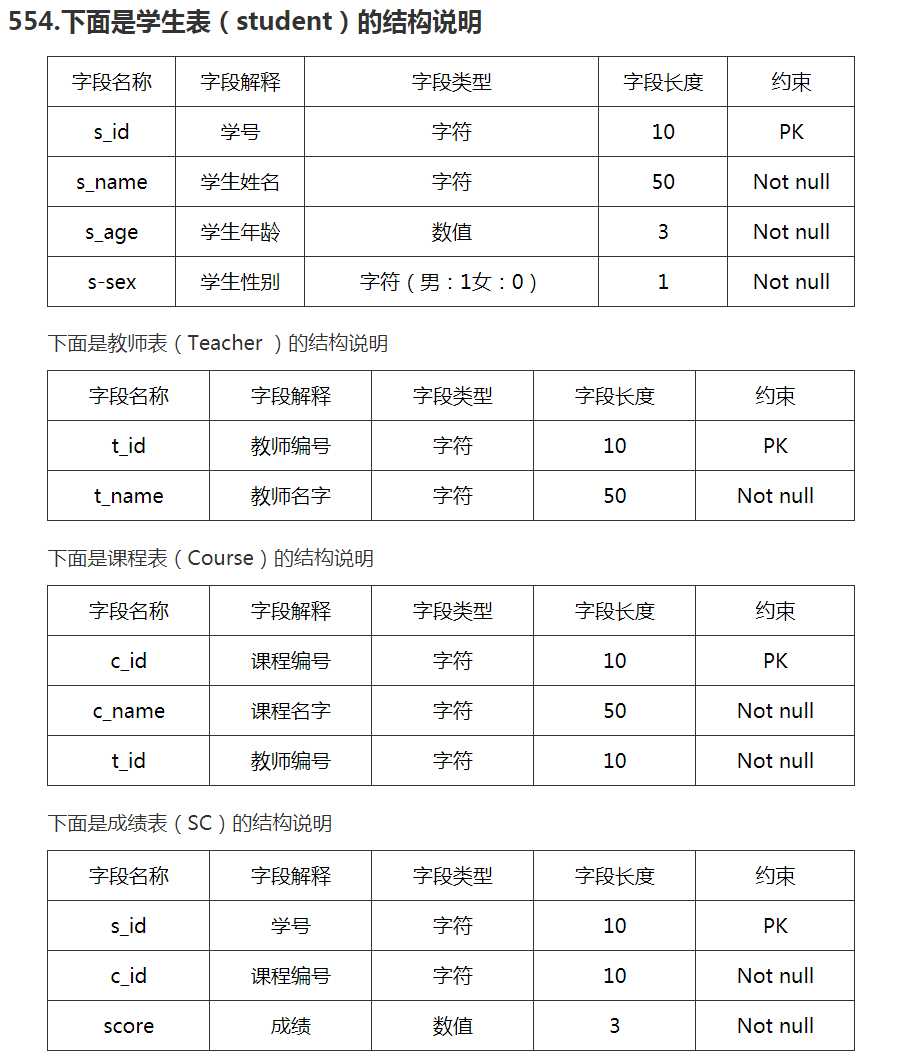 554.下面是学生表（student）的结构说明
字段名称 字段解释 字段类型 字段长度 约束
s_id 学号 字符 10 PK
s_name 学生姓名 字符 50 Not null
s_age 学生年龄 数值 3 Not null
s-sex 学生性别 字符（男：1女：0） 1 Not null
下面是教师表（Teacher ）的结构说明
字段名称 字段解释 字段类型 字段长度 约束
t_id 教师编号 字符 10 PK
t_name 教师名字 字符 50 Not null
下面是课程表（Course）的结构说明
字段名称 字段解释 字段类型 字段长度 约束
c_id 课程编号 字符 10 PK
c_name 课程名字 字符 50 Not null
t_id 教师编号 字符 10 Not null
下面是成绩表（SC）的结构说明
字段名称 字段解释 字段类型 字段长度 约束
s_id 学号 字符 10 PK
c_id 课程编号 字符 10 Not null
score 成绩 数值 3 Not null